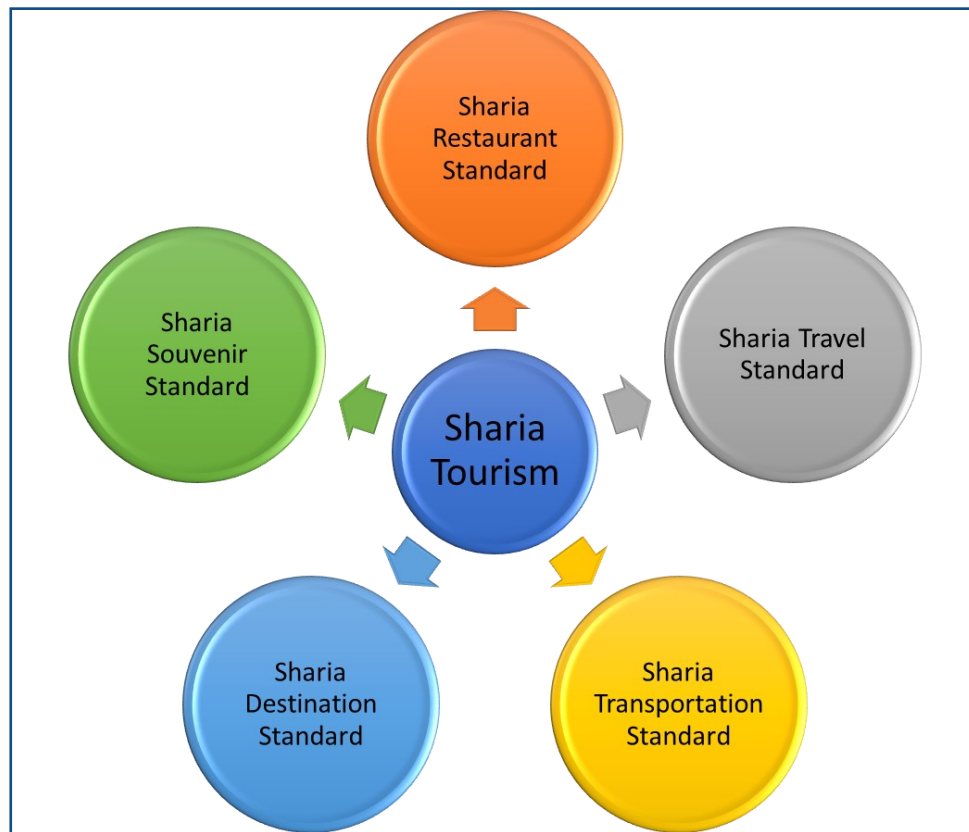 Sharia
Restaurant
Standard
Sharia
Souvenir
Standard
Sharia Travel
Standard
Sharia
Tourism
Sharia
Destination
Standard
Sharia
Transportation
Standard